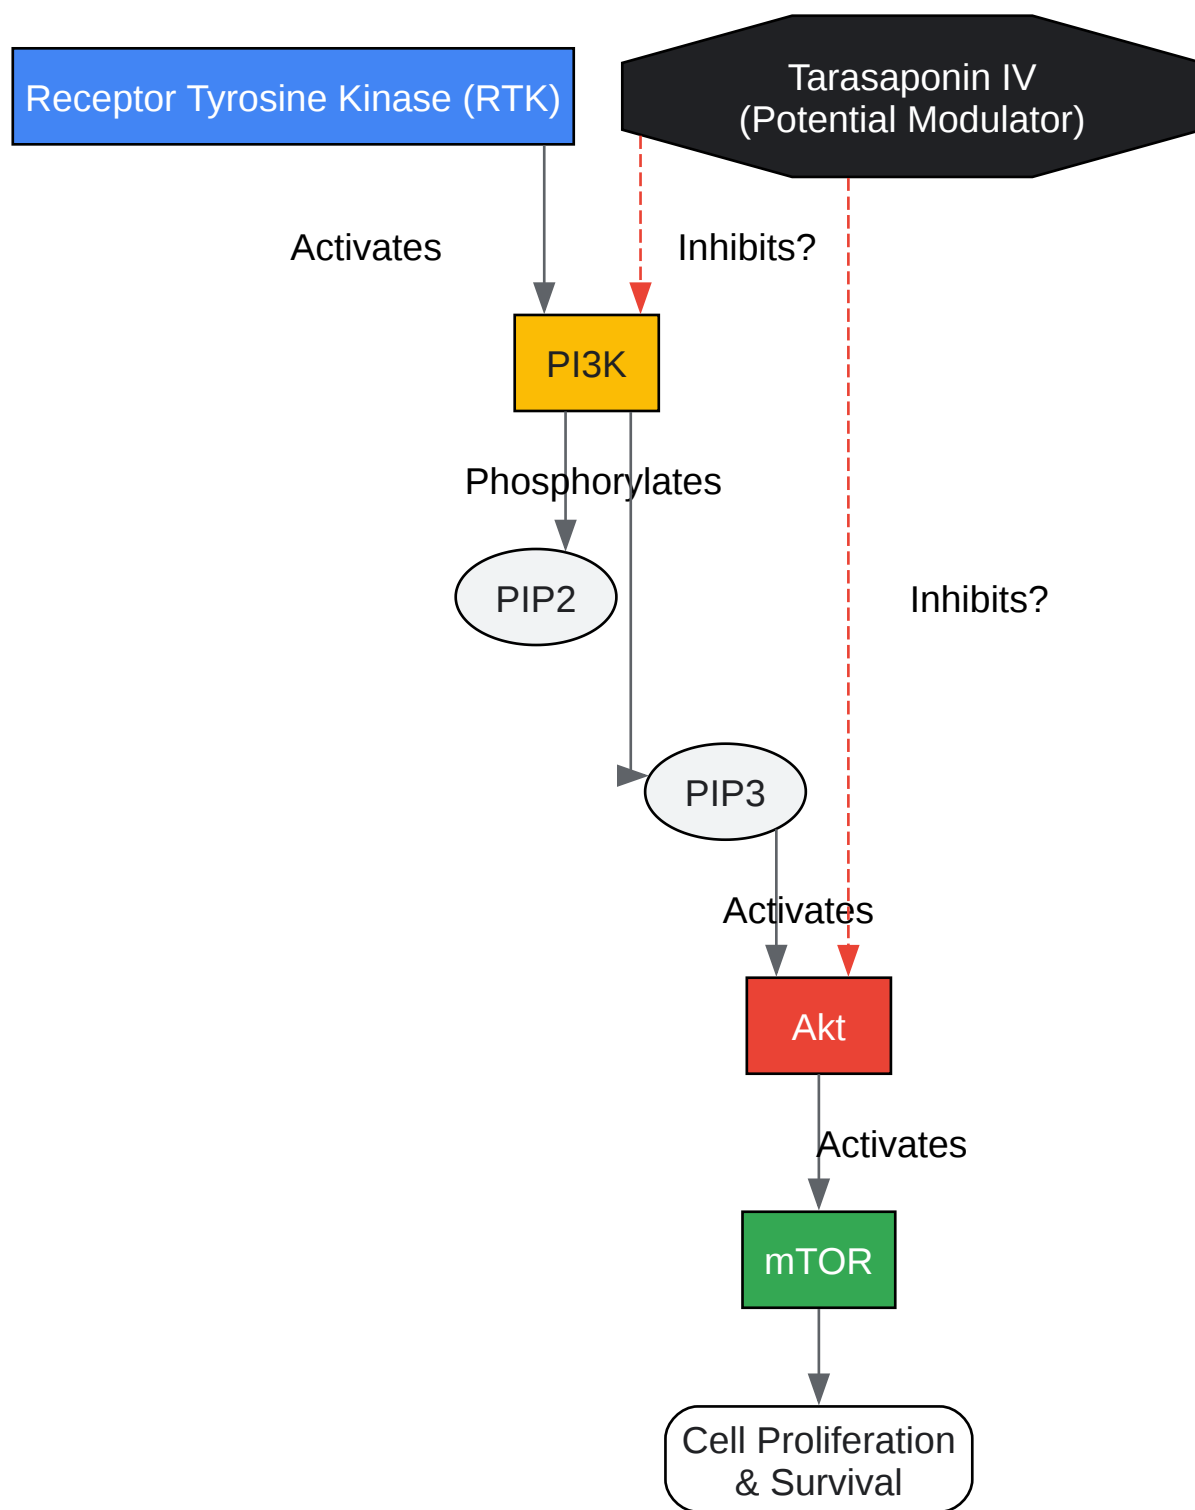 Receptor Tyrosine Kinase (RTK)
Tarasaponin IV
(Potential Modulator)
Activates
Inhibits?
PI3K
Phosphorylates
PIP2
Inhibits?
PIP3
Activates
Akt
Activates
mTOR
Cell Proliferation
& Survival